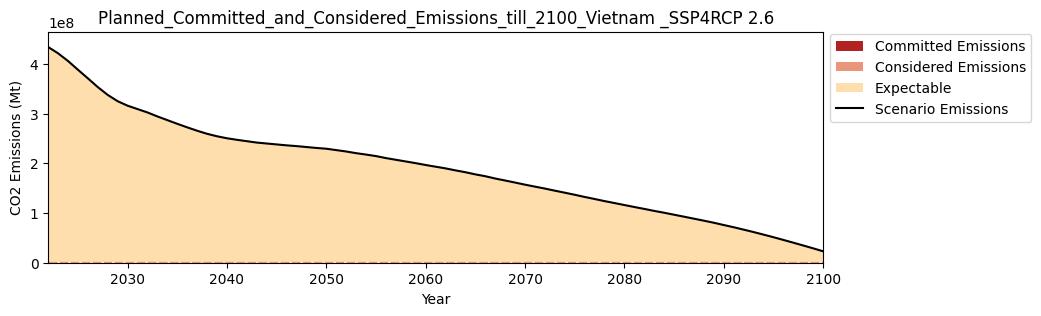 Planned_Committed_and_Considered_Emissions_till_2100_Vietnam _SSP4RCP 2.6
1e8
4
3
2
1
0
CO2 Emissions (Mt)
2030 2040 2050 2060 2070 2080 2090 2100
Year
Committed Emissions
Considered Emissions
Expectable
Scenario Emissions